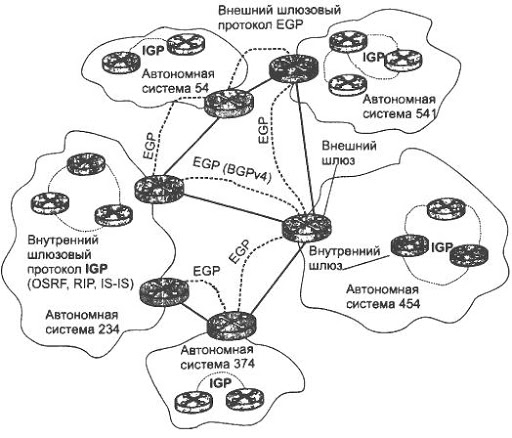 Внешний шлюзовый
протокол EGP
IGP
Автономная
система 54
IGP
Автономная
система 541
EGP
EGP
EGP (BGPv4)
Внешний
шлюз
Внутренний
шлюзовый
протокол IGP
(OSRF, RIP, IS-IS)
Автономная
система 234
EGP
EGP
Внутренний
шлюз
IGP
Автономная
система 454
Автономная
система 374
IGP